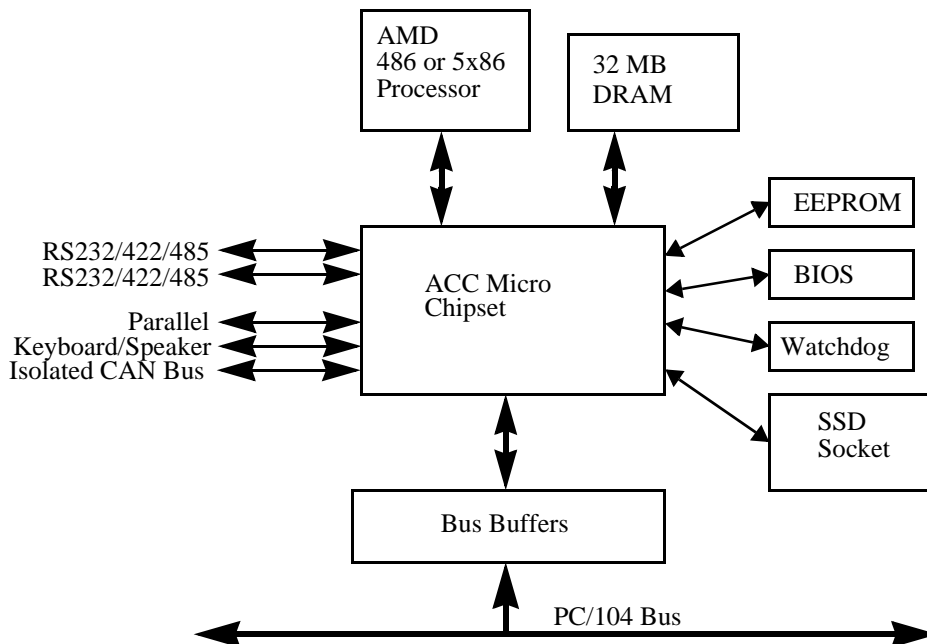 AMD
486 or 5x86
Processor
32 MB
DRAM
EEPROM
RS232/422/485
RS232/422/485
ACC Micro
Chipset
BIOS
Parallel
Keyboard/Speaker
Isolated CAN Bus
Watchdog
SSD
Socket
Bus Buffers
PC/104 Bus